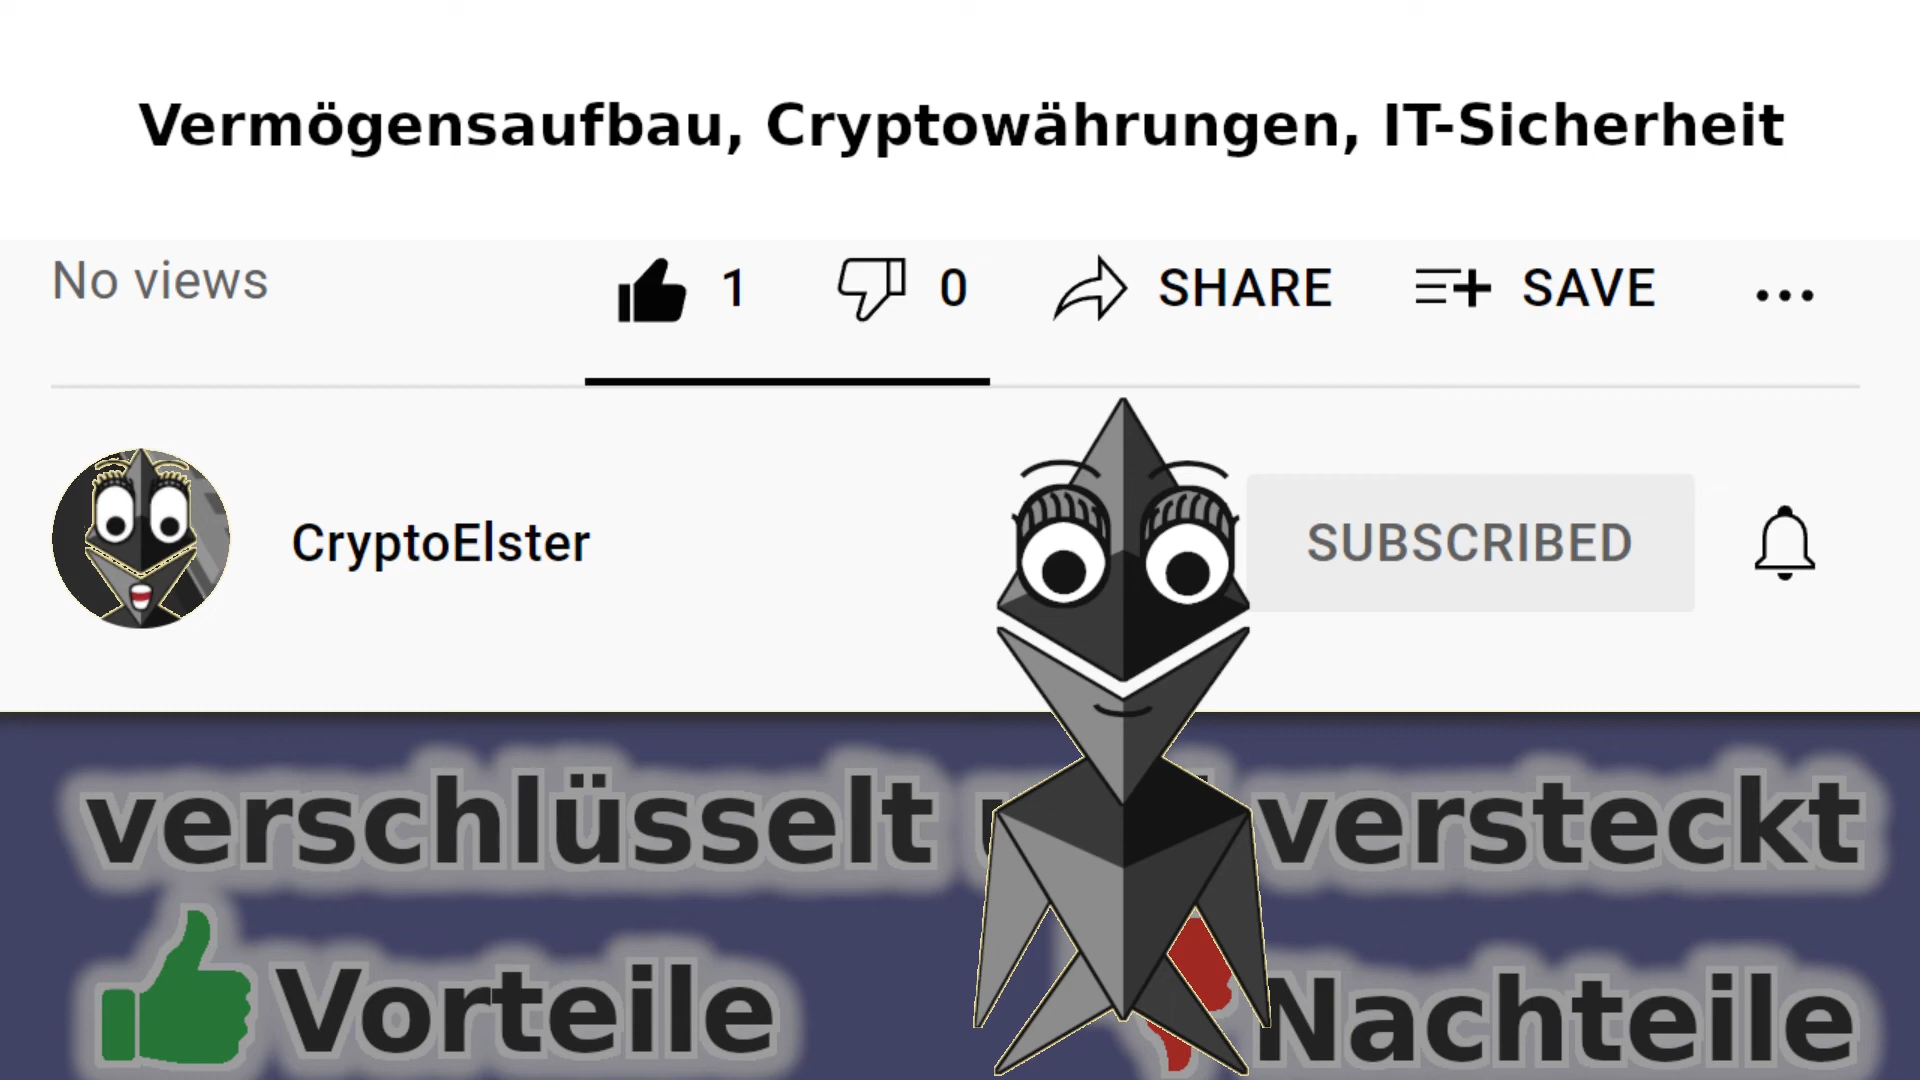 Vermögensaufbau, Cryptowährungen, IT-Sicherheit
No views 1 0 SHARE SAVE
CryptoElster SUBSCRIBED
verschlüsselt versteckt
Vorteile Nachteile